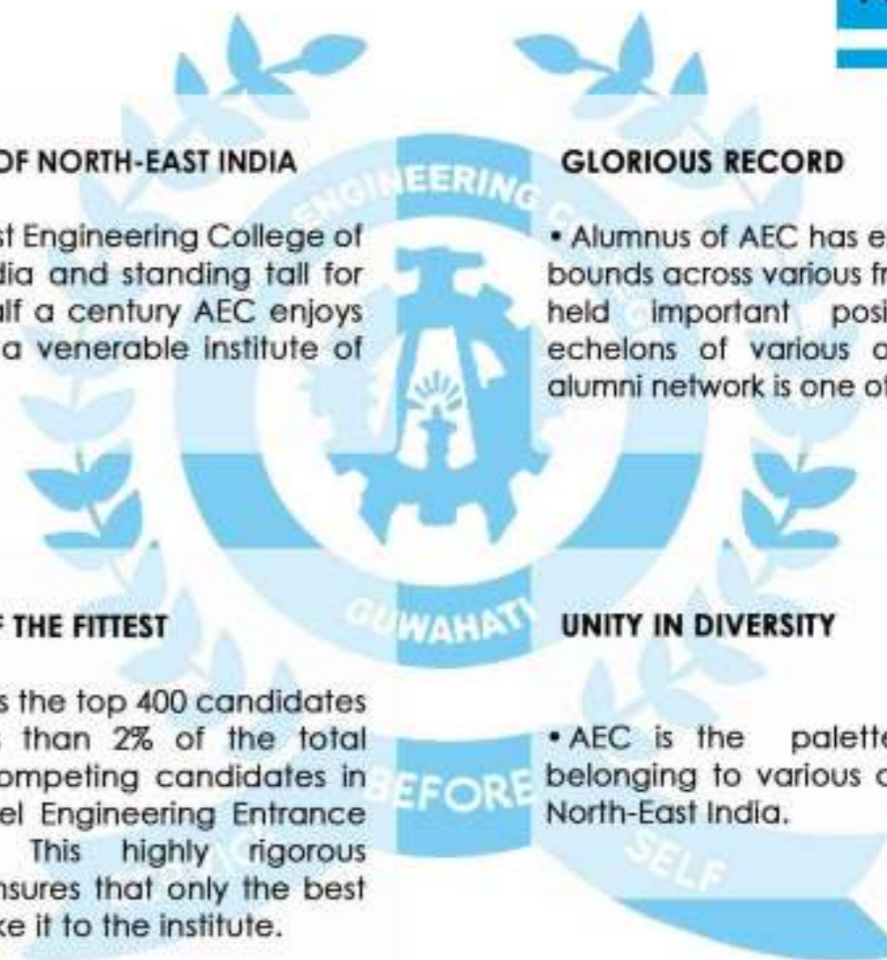 OF NORTH-EAST INDIA
st Engineering College of
dia and standing tall for
alf a century AEC enjoys
a venerable institute of
GLORIOUS RECORD
• Alumnus of AEC has e
bounds across various fr
held important posi
echelons of various o
alumni network is one of
F THE FITTEST
s the top 400 candidates
s than 2% of the total
ompeting candidates in
el Engineering Entrance
This highly rigorous
nsures that only the best
ke it to the institute.
UNITY IN DIVERSITY
• AEC is the palette
belonging to various c
North-East India.
ENGINEERING
GUWAHATI
BEFORE
SELF